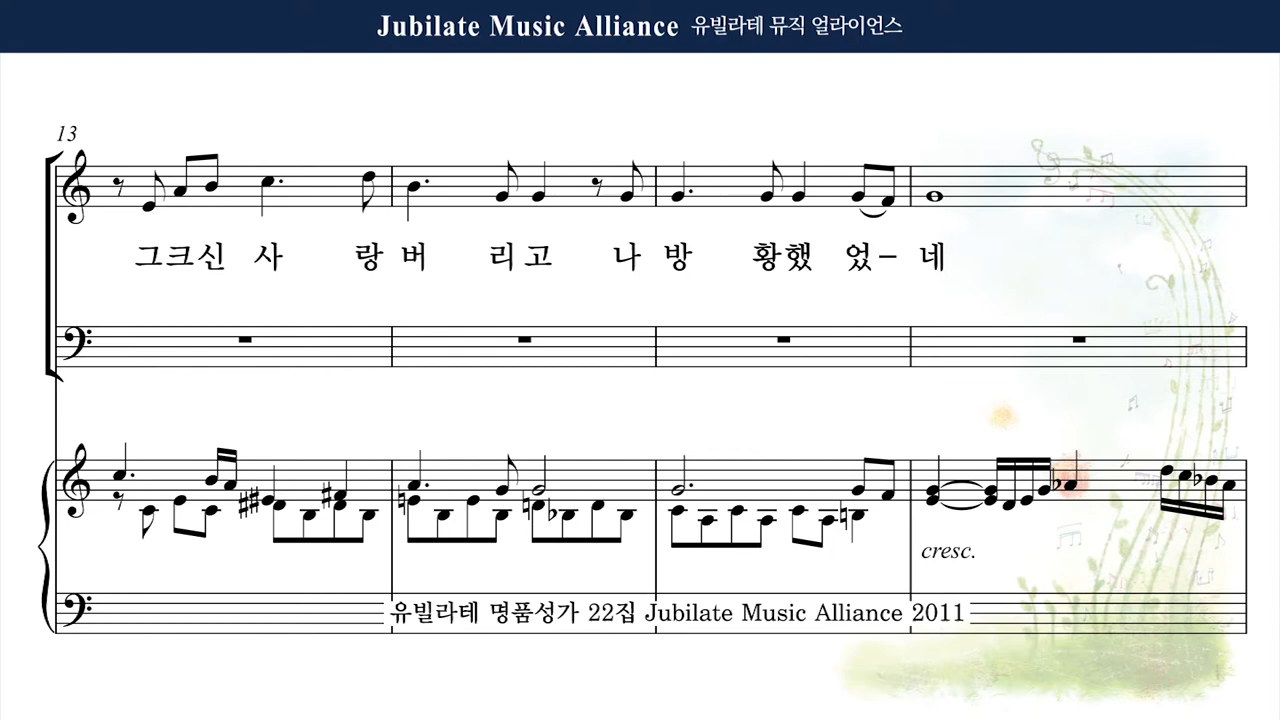 Jubilate Music Alliance 유빌라테 뮤직 얼라이언스
13
그크신 사 랑 버 리고 나 방 황했 었– 네
cresc.
유빌라테 명품성가 22집 Jubilate Music Alliance 2011